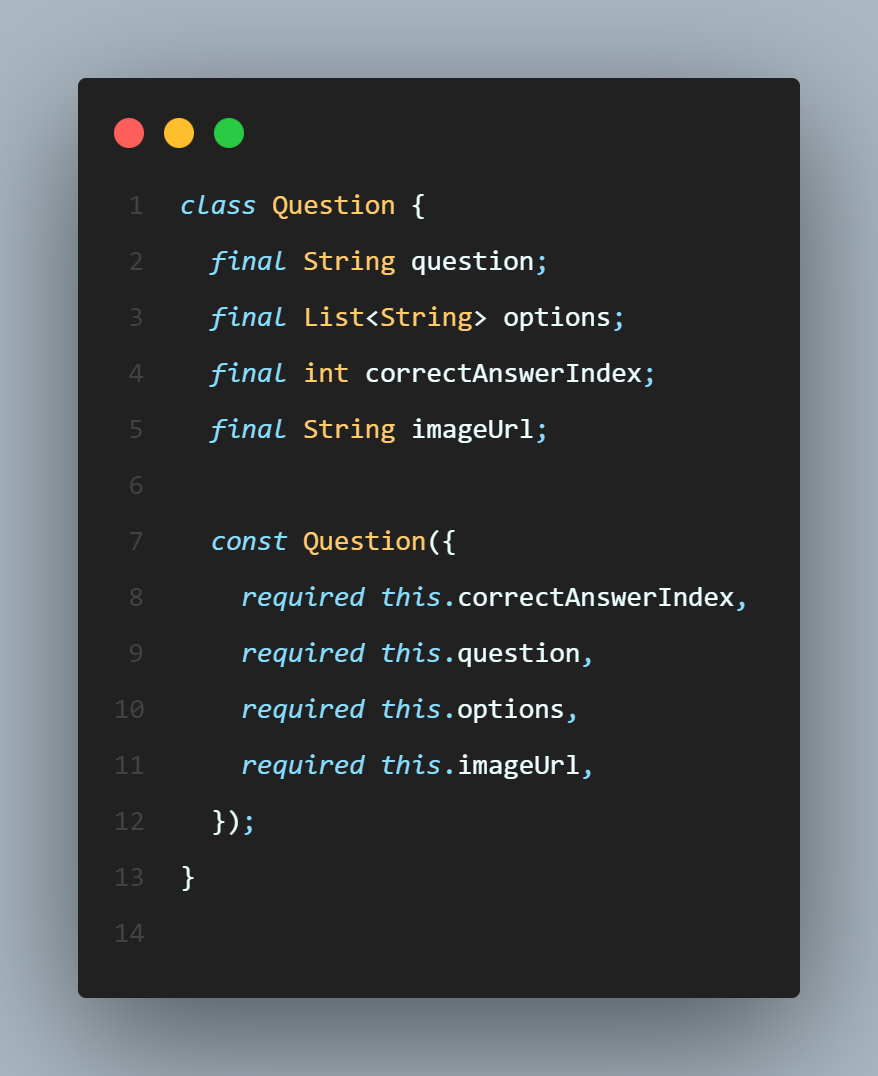 1 class Question {
2   final String question;
3   final List<String> options;
4   final int correctAnswerIndex;
5   final String imageUrl;
6
7   const Question({
8     required this.correctAnswerIndex,
9     required this.question,
10     required this.options,
11     required this.imageUrl,
12   });
13 }
14